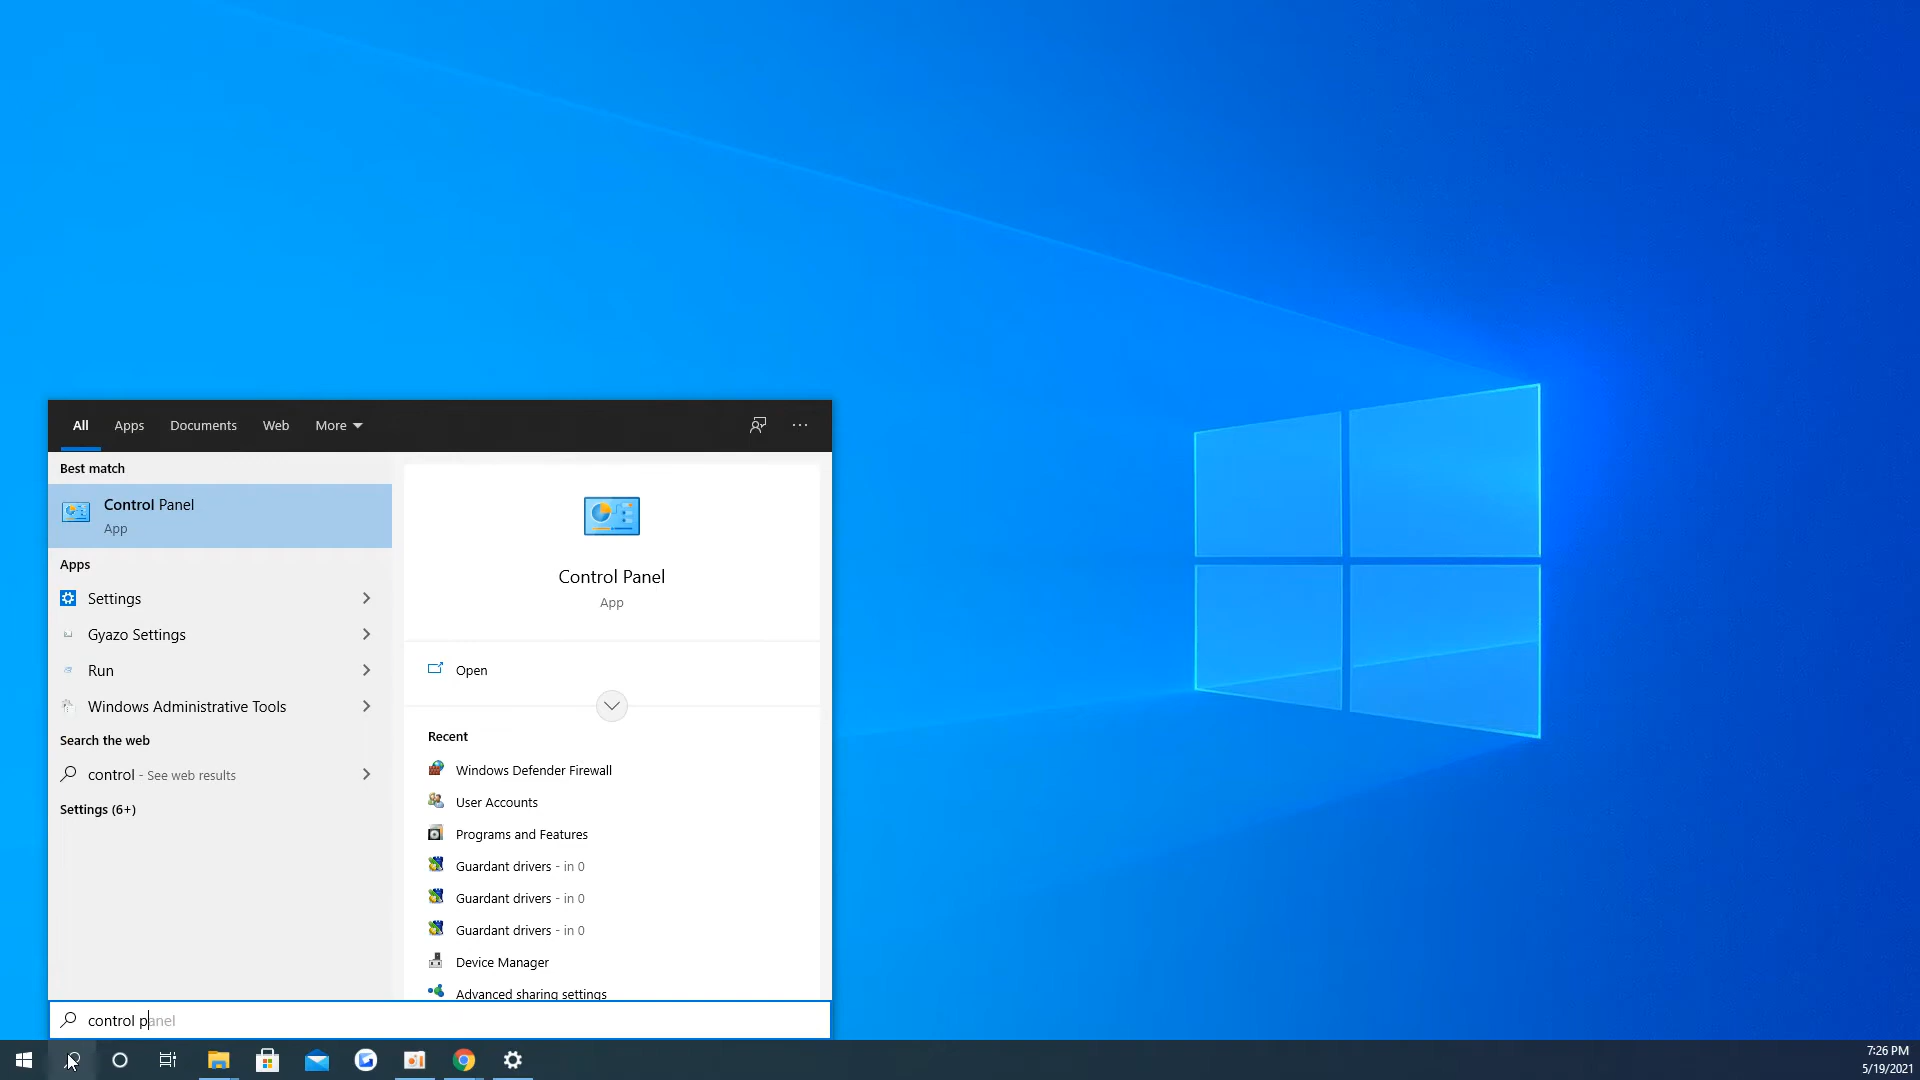 All Apps Documents Web More
Best match
Control Panel
App
Apps
Settings
Gyazo Settings
Run
Windows Administrative Tools
Search the web
control - See web results
Settings (6+)
Control Panel
App
Open
Recent
Windows Defender Firewall
User Accounts
Programs and Features
Guardant drivers - in 0
Guardant drivers - in 0
Guardant drivers - in 0
Device Manager
Advanced sharing settings
control panel
7:26 PM
5/19/2021